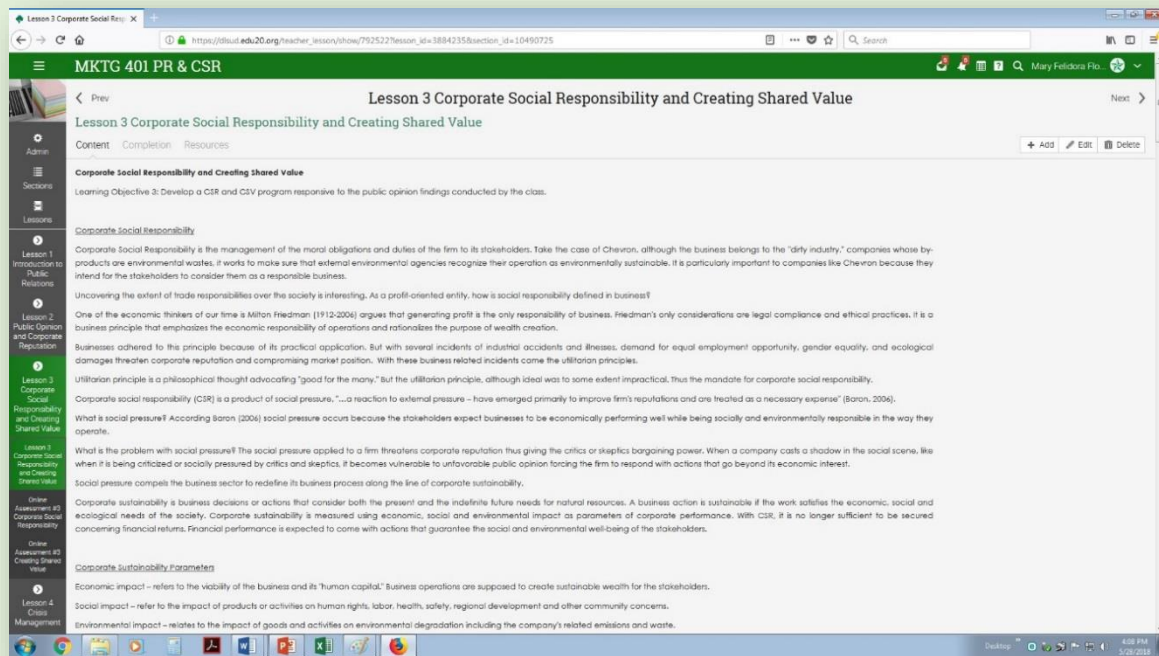 Lesson 3 Corporate Social Resp
https://dlsud.edu20.org/teacher_lesson/show/792522?lesson_id=3884235&section_id=10490725
Search
MKTG 401 PR & CSR
Mary Felidora Flo...
Prev
Lesson 3 Corporate Social Responsibility and Creating Shared Value
Next
Lesson 3 Corporate Social Responsibility and Creating Shared Value
Content Completion Resources
Add Edit Delete
Admin
Sections
Lessons
Lesson 1
Introduction to
Public
Relations
Lesson 2
Public Opinion
and Corporate
Reputation
Lesson 3
Corporate
Social
Responsibility
and Creating
Shared Value
Lesson 3
Corporate Social
Responsibility
and Creating
Shared Value
Online
Assessment #3
Corporate Social
Responsibility
Online
Assessment #3
Creating Shared
Value
Lesson 4
Crisis
Management
Corporate Social Responsibility and Creating Shared Value
Learning Objective 3: Develop a CSR and CSV program responsive to the public opinion findings conducted by the class.
Corporate Social Responsibility
Corporate Social Responsibility is the management of the moral obligations and duties of the firm to its stakeholders. Take the case of Chevron, although the business belongs to the "dirty industry," companies whose by-
products are environmental wastes, it works to make sure that external environmental agencies recognize their operation as environmentally sustainable. It is particularly important to companies like Chevron because they
intend for the stakeholders to consider them as a responsible business.
Uncovering the extent of trade responsibilities over the society is interesting. As a profit-oriented entity, how is social responsibility defined in business?
One of the economic thinkers of our time is Milton Friedman (1912-2006) argues that generating profit is the only responsibility of business. Friedman's only considerations are legal compliance and ethical practices. It is a
business principle that emphasizes the economic responsibility of operations and rationalizes the purpose of wealth creation.
Businesses adhered to this principle because of its practical application. But with several incidents of industrial accidents and illnesses, demand for equal employment opportunity, gender equality, and ecological
damages threaten corporate reputation and compromising market position. With these business related incidents came the utilitarian principles.
Utilitarian principle is a philosophical thought advocating "good for the many." But the utilitarian principle, although ideal was to some extent impractical. Thus the mandate for corporate social responsibility.
Corporate social responsibility (CSR) is a product of social pressure, "...a reaction to external pressure – have emerged primarily to improve firm's reputations and are treated as a necessary expense" (Baron, 2006).
What is social pressure? According Baron (2006) social pressure occurs because the stakeholders expect businesses to be economically performing well while being socially and environmentally responsible in the way they
operate.
What is the problem with social pressure? The social pressure applied to a firm threatens corporate reputation thus giving the critics or skeptics bargaining power. When a company casts a shadow in the social scene, like
when it is being criticized or socially pressured by critics and skeptics, it becomes vulnerable to unfavorable public opinion forcing the firm to respond with actions that go beyond its economic interest.
Social pressure compels the business sector to redefine its business process along the line of corporate sustainability.
Corporate sustainability is business decisions or actions that consider both the present and the indefinite future needs for natural resources. A business action is sustainable if the work satisfies the economic, social and
ecological needs of the society. Corporate sustainability is measured using economic, social and environmental impact as parameters of corporate performance. With CSR, it is no longer sufficient to be secured
concerning financial returns. Financial performance is expected to come with actions that guarantee the social and environmental well-being of the stakeholders.
Corporate Sustainability Parameters
Economic impact – refers to the viability of the business and its "human capital." Business operations are supposed to create sustainable wealth for the stakeholders.
Social impact – refer to the impact of products or activities on human rights, labor, health, safety, regional development and other community concerns.
Environmental impact – relates to the impact of goods and activities on environmental degradation including the company's related emissions and waste.
Desktop
4:08 PM
5/28/2018